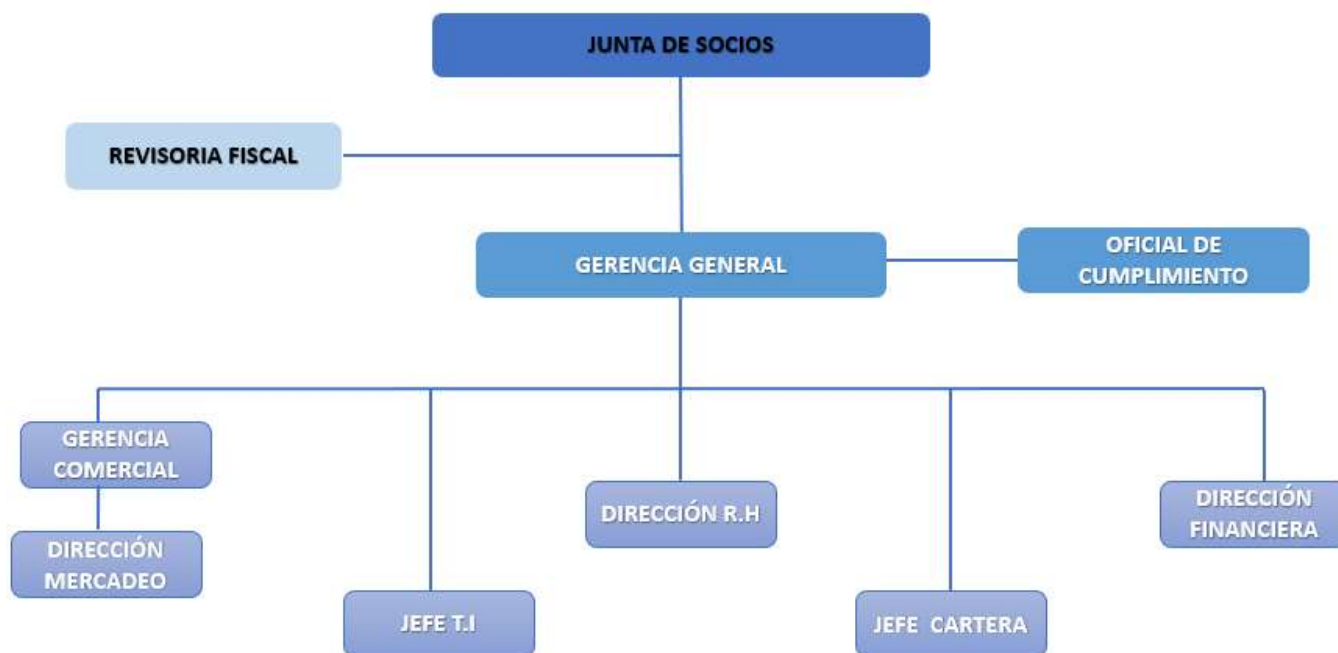 JUNTA DE SOCIOS
REVISORIA FISCAL
GERENCIA GENERAL
OFICIAL DE
CUMPLIMIENTO
GERENCIA
COMERCIAL
DIRECCIÓN
MERCADEO
JEFE T.I
DIRECCIÓN R.H
JEFE CARTERA
DIRECCIÓN
FINANCIERA